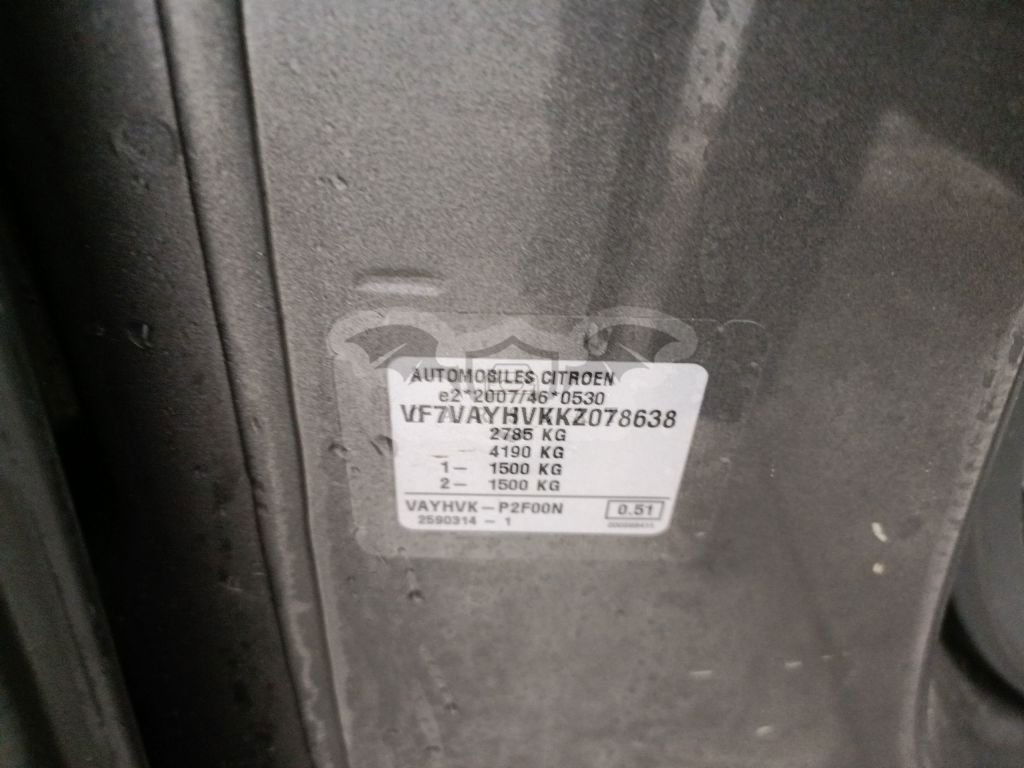 AUTOMOBILES CITROEN
e2*2007/46*0530
VF7VAYHVKKZ078638
2785 KG
4190 KG
1- 1500 KG
2- 1500 KG
VAYHVK-P2F00N 0.51
2590314-1